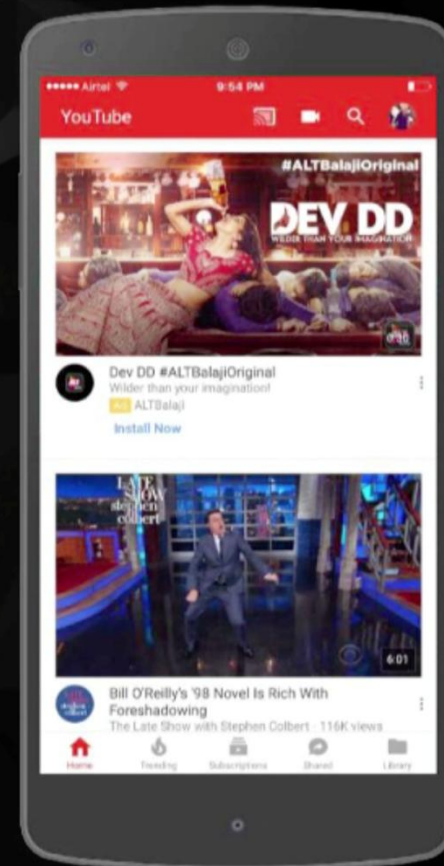 Airtel 9:54 PM
YouTube
#ALTBalajiOriginal
DEV DD
WILDER THAN YOUR IMAGINATION
Dev DD #ALTBalajiOriginal
Wilder than your imagination!
Ad ALTBalaji
Install Now
LATE
SHOW
stephen
colbert
6:01
Bill O'Reilly's '98 Novel Is Rich With
Foreshadowing
The Late Show with Stephen Colbert · 116K views
Home Trending Subscriptions Shared Library